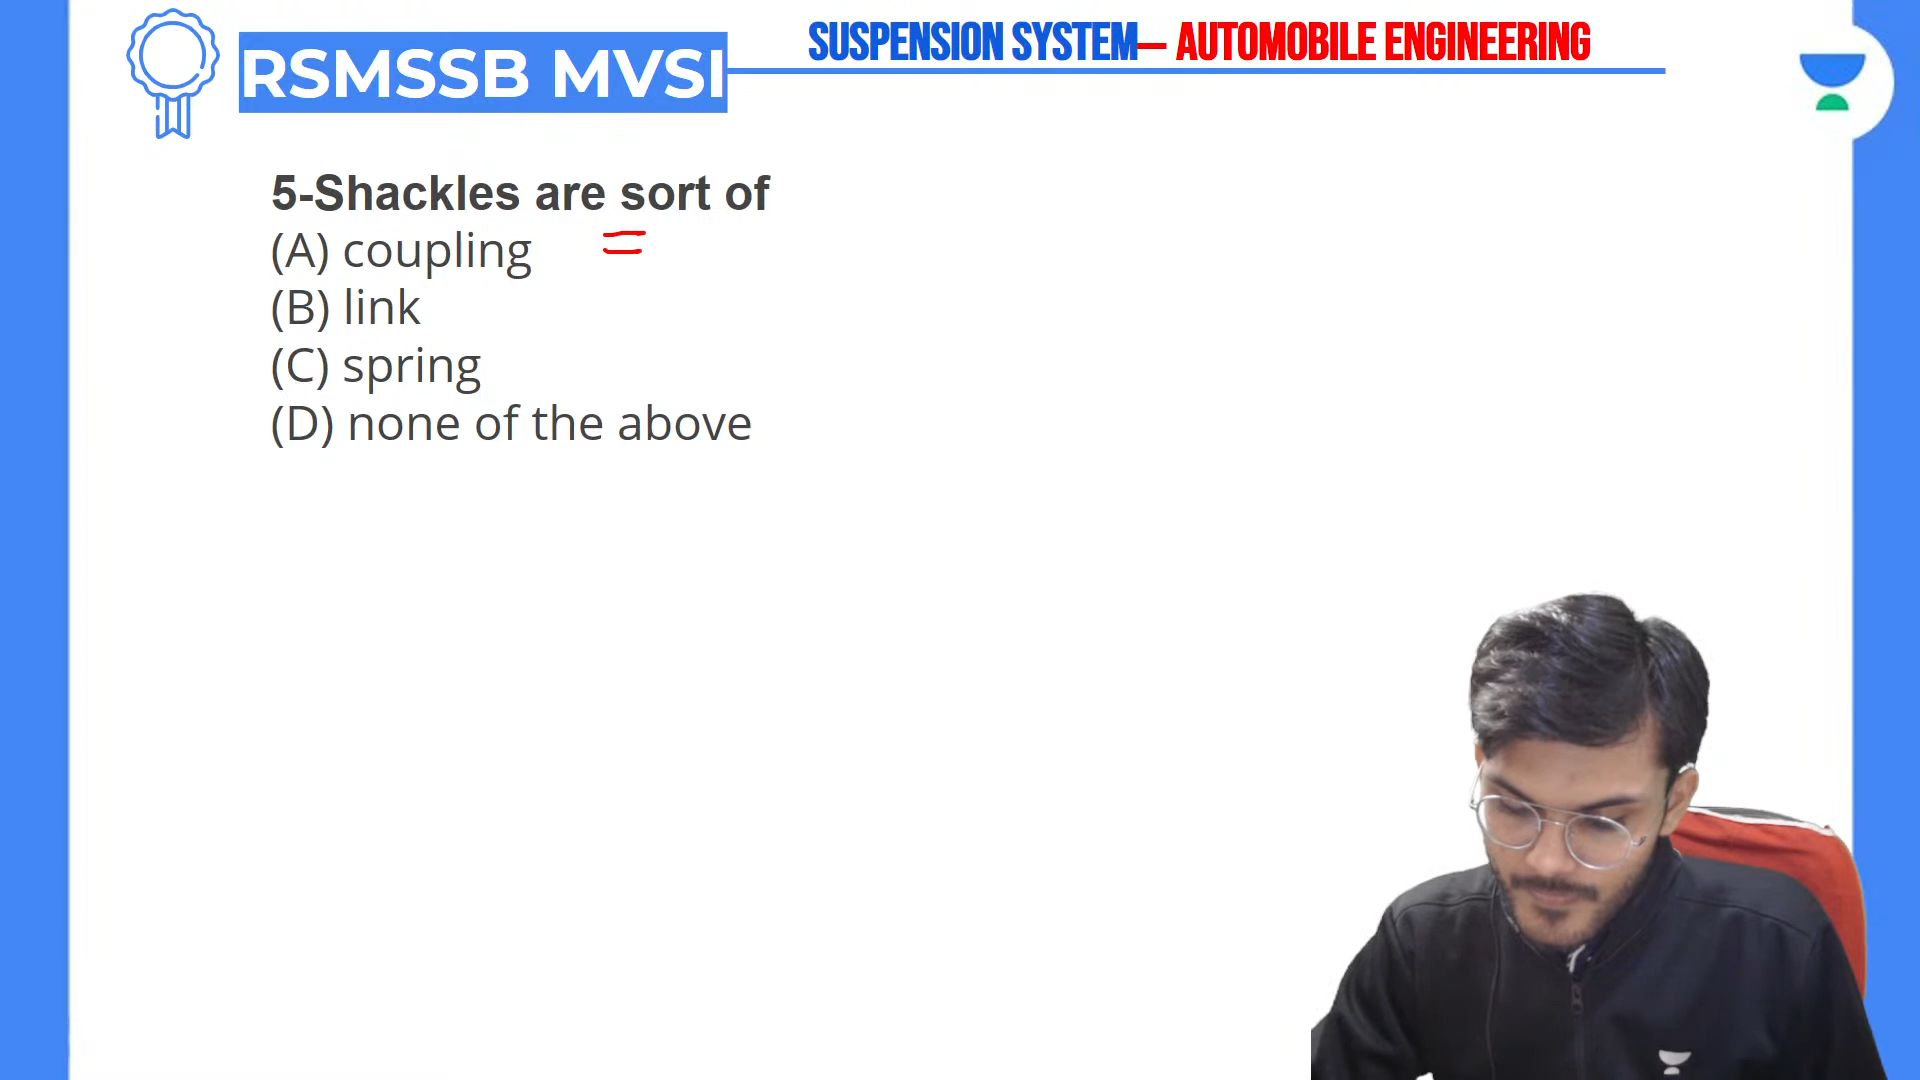 RSMSSB MVSI
SUSPENSION SYSTEM— AUTOMOBILE ENGINEERING
5-Shackles are sort of
(A) coupling
(B) link
(C) spring
(D) none of the above